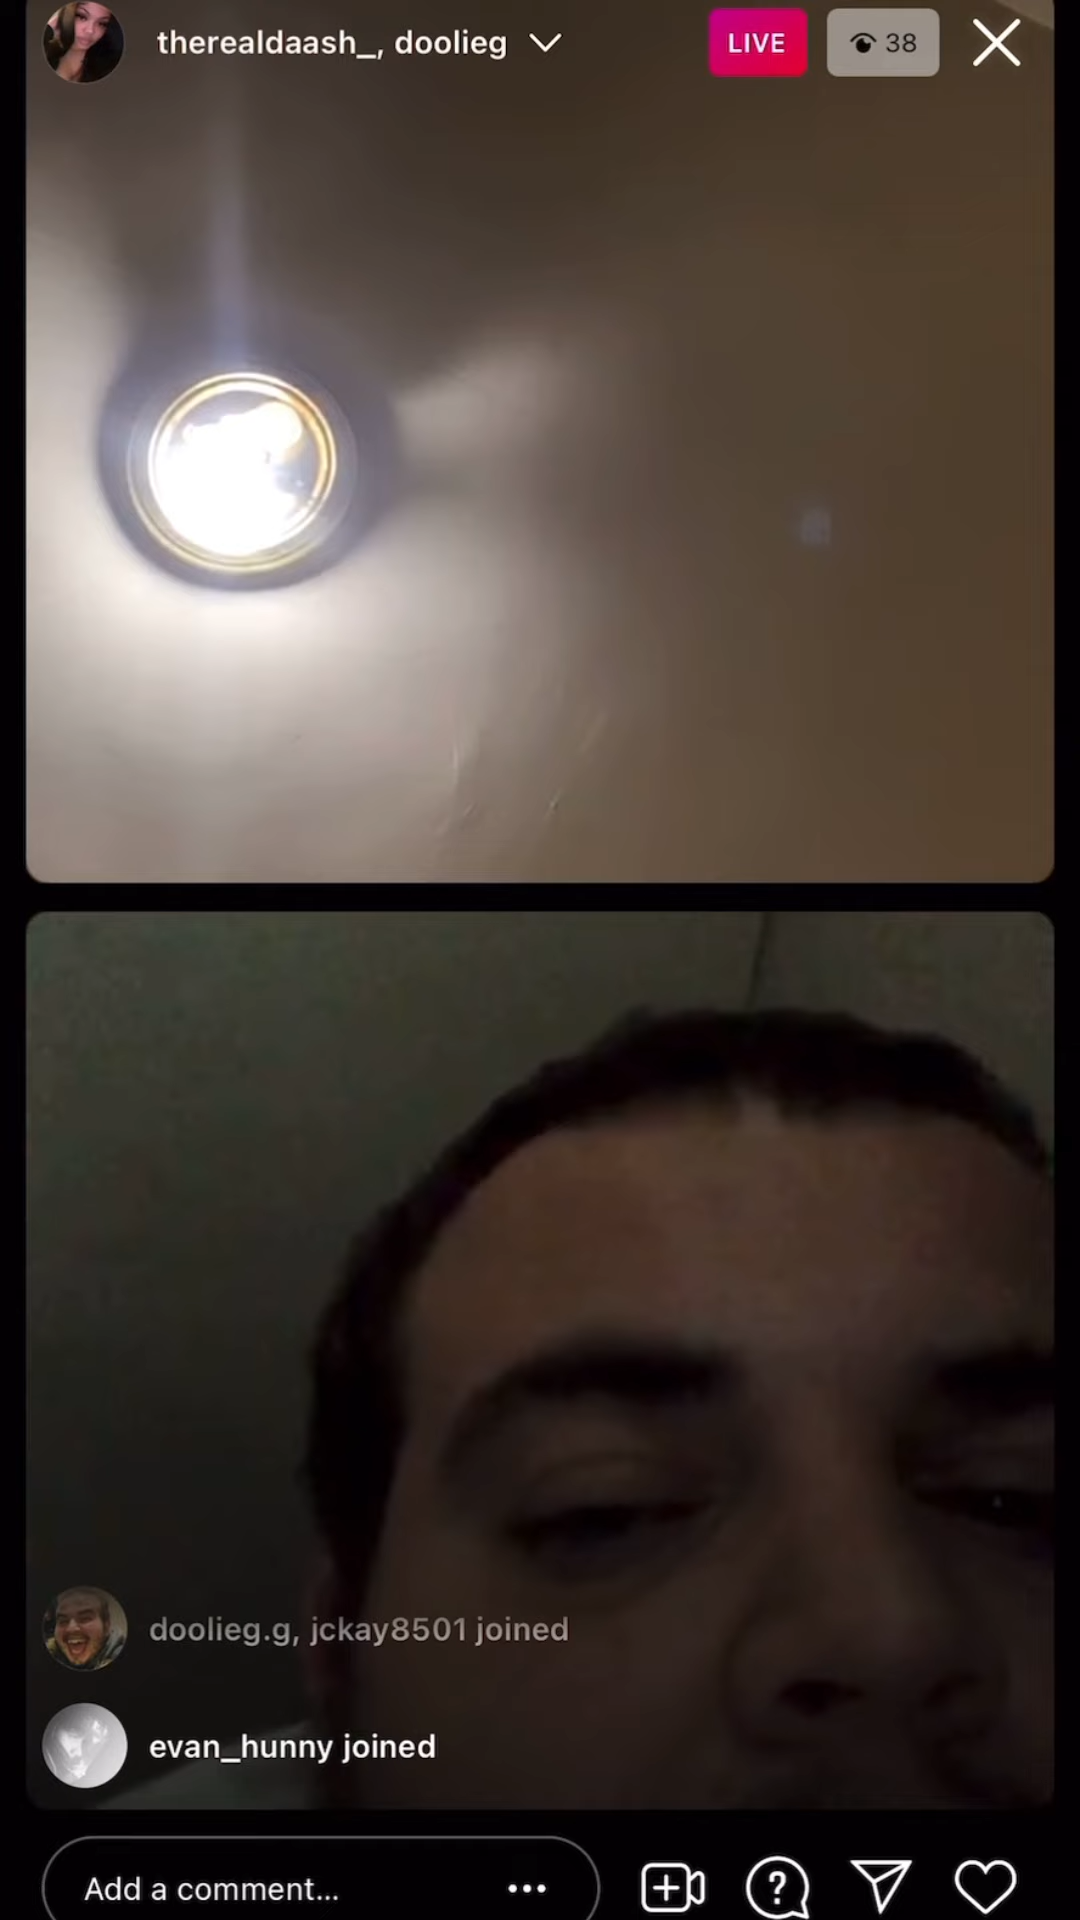 therealdaash_, doolieg
LIVE
38
doolieg.g, jckay8501 joined
evan_hunny joined
Add a comment...